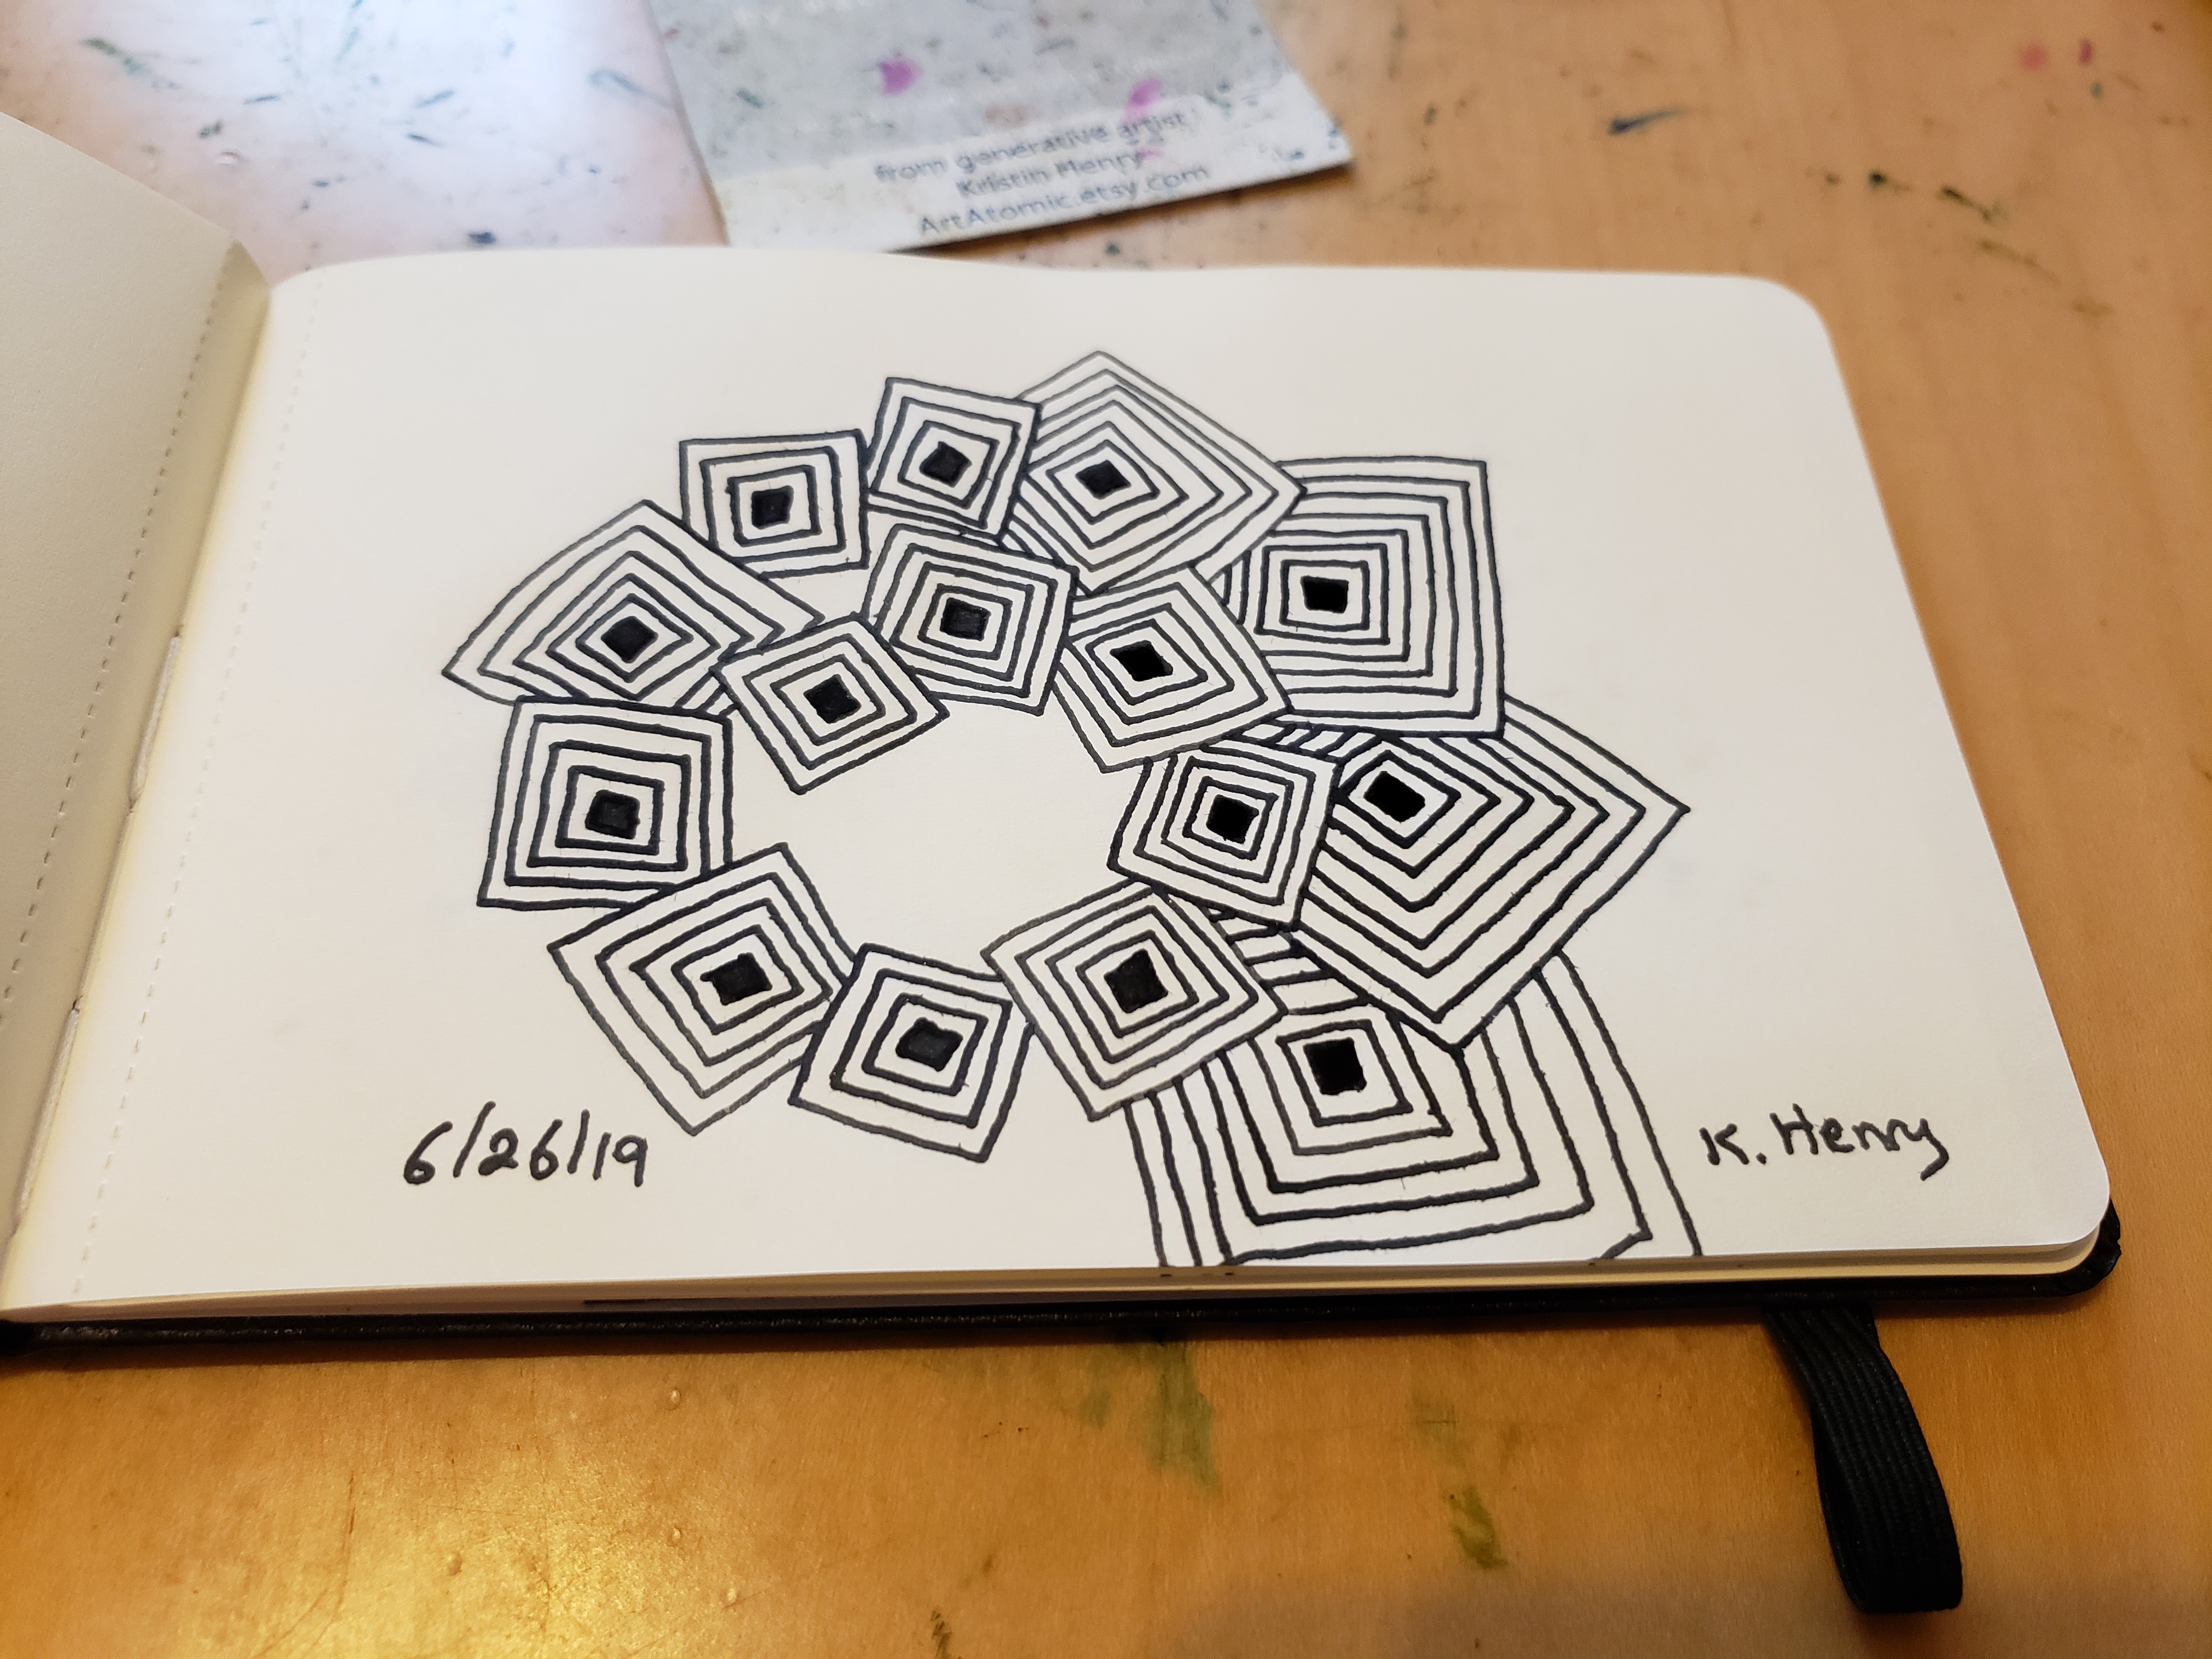 from generative artist
Kristin Henry
ArtAtomic.etsy.com
6/26/19
K. Henry